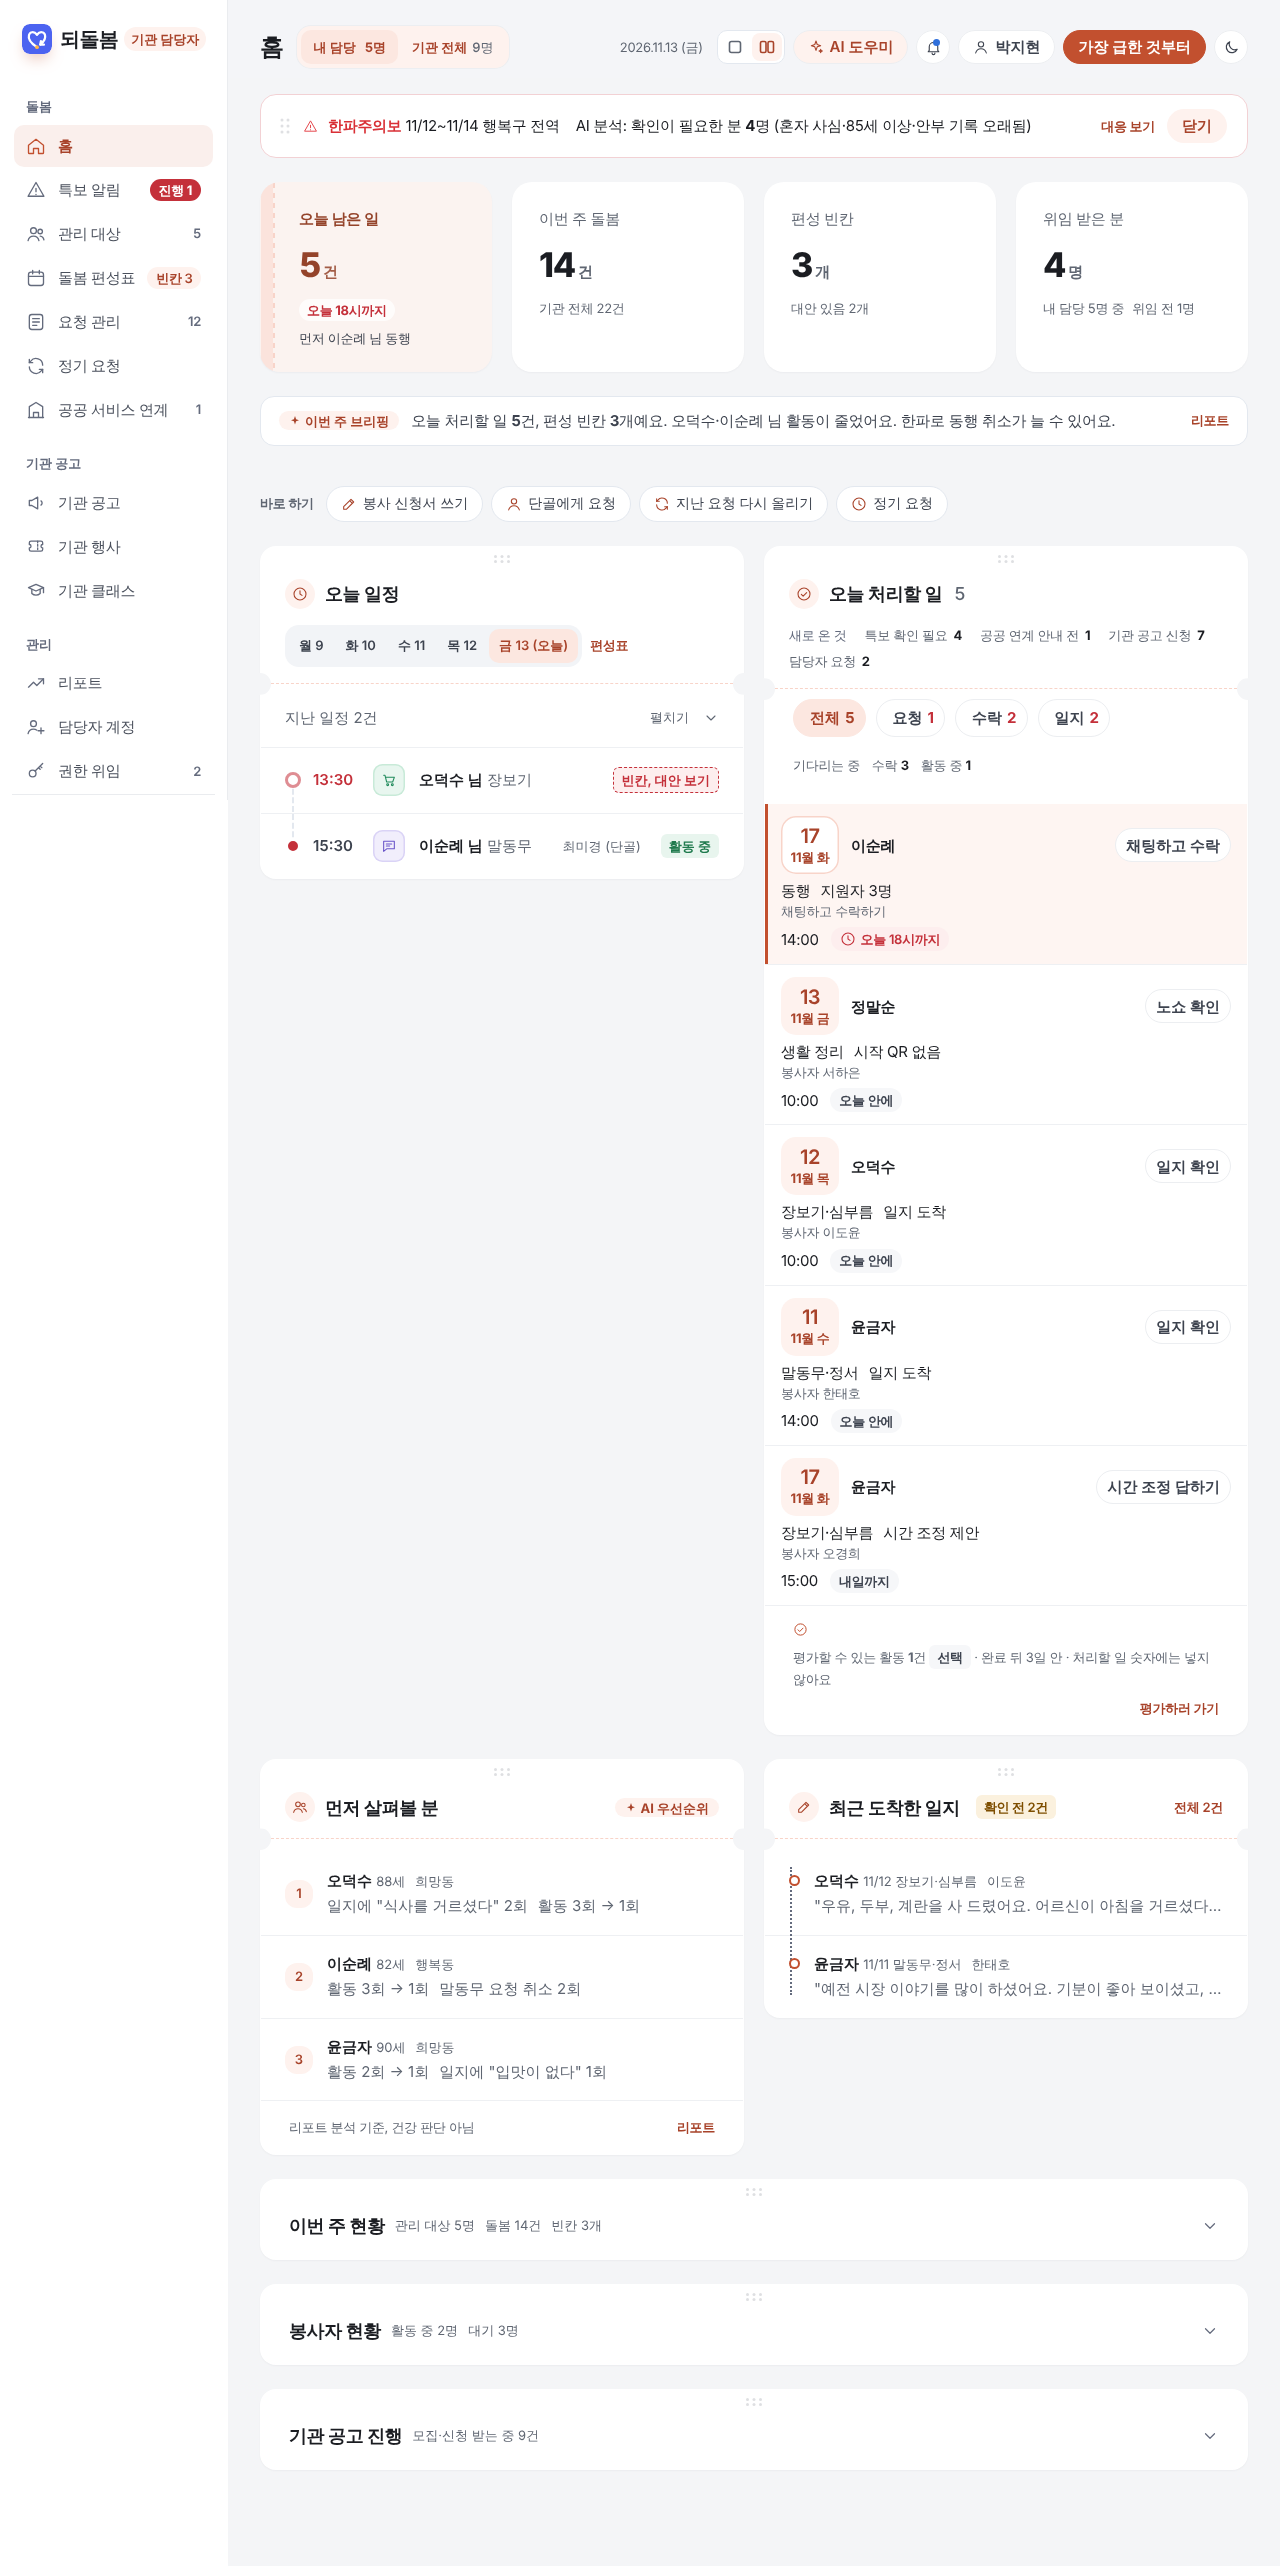 되돌봄 기관 담당자
돌봄
홈
특보 알림 진행 1
관리 대상 5
돌봄 편성표 빈칸 3
요청 관리 12
정기 요청
공공 서비스 연계 1
기관 공고
기관 공고
기관 행사
기관 클래스
관리
리포트
담당자 계정
권한 위임 2
홈 내 담당 5명 기관 전체 9명 2026.11.13 (금) AI 도우미 박지현 가장 급한 것부터
한파주의보 11/12~11/14 행복구 전역 AI 분석: 확인이 필요한 분 4명 (혼자 사심·85세 이상·안부 기록 오래됨) 대응 보기 닫기
오늘 남은 일
5건
오늘 18시까지
먼저 이순례 님 동행
이번 주 돌봄
14건
기관 전체 22건
편성 빈칸
3개
대안 있음 2개
위임 받은 분
4명
내 담당 5명 중 위임 전 1명
이번 주 브리핑 오늘 처리할 일 5건, 편성 빈칸 3개예요. 오덕수·이순례 님 활동이 줄었어요. 한파로 동행 취소가 늘 수 있어요. 리포트
바로 하기 봉사 신청서 쓰기 단골에게 요청 지난 요청 다시 올리기 정기 요청
오늘 일정
월 9 화 10 수 11 목 12 금 13 (오늘) 편성표
지난 일정 2건 펼치기
13:30 오덕수 님 장보기 빈칸, 대안 보기
15:30 이순례 님 말동무 최미경 (단골) 활동 중
오늘 처리할 일 5
새로 온 것 특보 확인 필요 4 공공 연계 안내 전 1 기관 공고 신청 7
담당자 요청 2
전체 5 요청 1 수락 2 일지 2
기다리는 중 수락 3 활동 중 1
17
11월 화
이순례 채팅하고 수락
동행 지원자 3명
채팅하고 수락하기
14:00 오늘 18시까지
13
11월 금
정말순 노쇼 확인
생활 정리 시작 QR 없음
봉사자 서하은
10:00 오늘 안에
12
11월 목
오덕수 일지 확인
장보기·심부름 일지 도착
봉사자 이도윤
10:00 오늘 안에
11
11월 수
윤금자 일지 확인
말동무·정서 일지 도착
봉사자 한태호
14:00 오늘 안에
17
11월 화
윤금자 시간 조정 답하기
장보기·심부름 시간 조정 제안
봉사자 오경희
15:00 내일까지
평가할 수 있는 활동 1건 선택 · 완료 뒤 3일 안 · 처리할 일 숫자에는 넣지
않아요
평가하러 가기
먼저 살펴볼 분 AI 우선순위
1 오덕수 88세 희망동
일지에 "식사를 거르셨다" 2회 활동 3회 → 1회
2 이순례 82세 행복동
활동 3회 → 1회 말동무 요청 취소 2회
3 윤금자 90세 희망동
활동 2회 → 1회 일지에 "입맛이 없다" 1회
리포트 분석 기준, 건강 판단 아님 리포트
최근 도착한 일지 확인 전 2건 전체 2건
오덕수 11/12 장보기·심부름 이도윤
"우유, 두부, 계란을 사 드렸어요. 어르신이 아침을 거르셨다...
윤금자 11/11 말동무·정서 한태호
"예전 시장 이야기를 많이 하셨어요. 기분이 좋아 보이셨고, ...
이번 주 현황 관리 대상 5명 돌봄 14건 빈칸 3개
봉사자 현황 활동 중 2명 대기 3명
기관 공고 진행 모집·신청 받는 중 9건